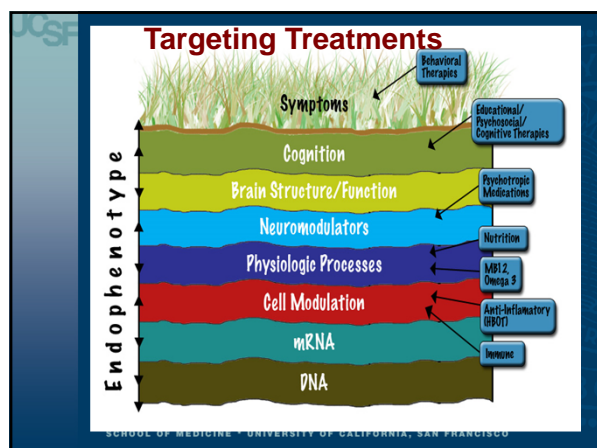 UCSF
Targeting Treatments
Behavioral
Therapies
Symptoms
Educational/
Psychosocial/
Cognitive Therapies
Cognition
Psychotropic
Medications
Brain Structure/Function
Neuromodulators
Nutrition
Physiologic Processes
MB12,
Omega 3
Cell Modulation
Anti-Inflamatory
(HBOT)
mRNA
Immune
DNA
Endophenotype
SCHOOL OF MEDICINE • UNIVERSITY OF CALIFORNIA, SAN FRANCISCO